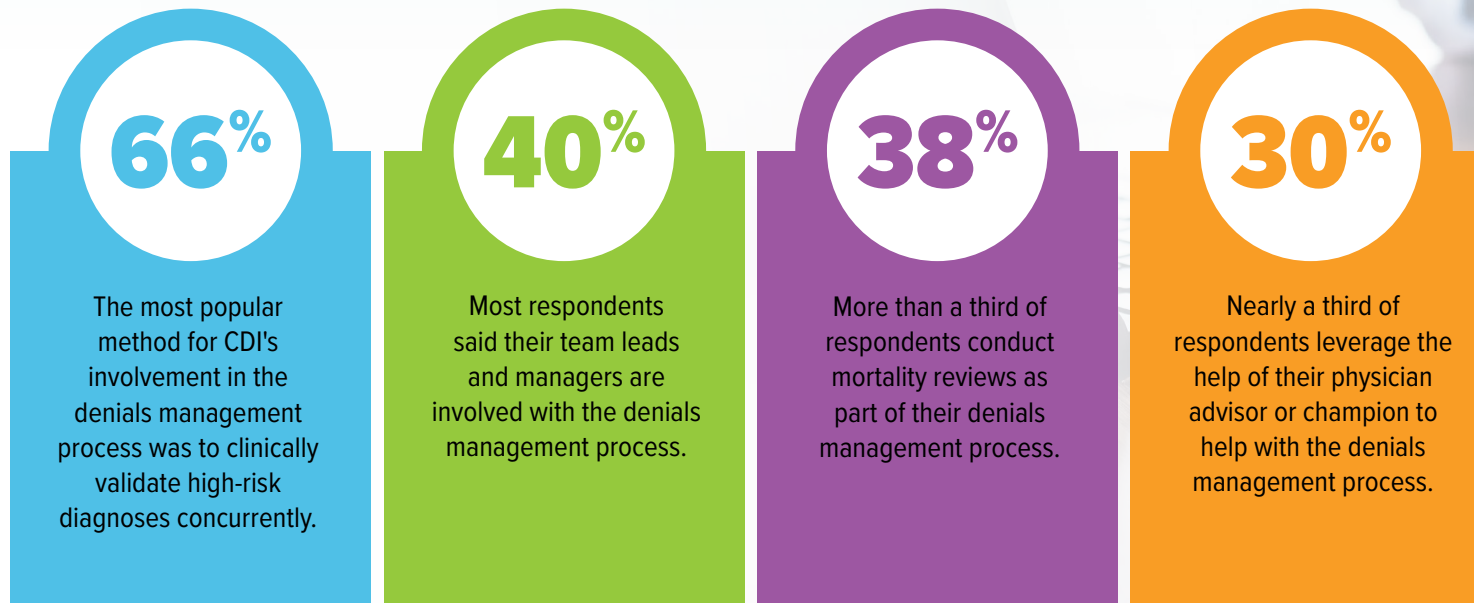 66%
The most popular
method for CDI's
involvement in the
denials management
process was to clinically
validate high-risk
diagnoses concurrently.
40%
Most respondents
said their team leads
and managers are
involved with the denials
management process.
38%
More than a third of
respondents conduct
mortality reviews as
part of their denials
management process.
30%
Nearly a third of
respondents leverage the
help of their physician
advisor or champion to
help with the denials
management process.